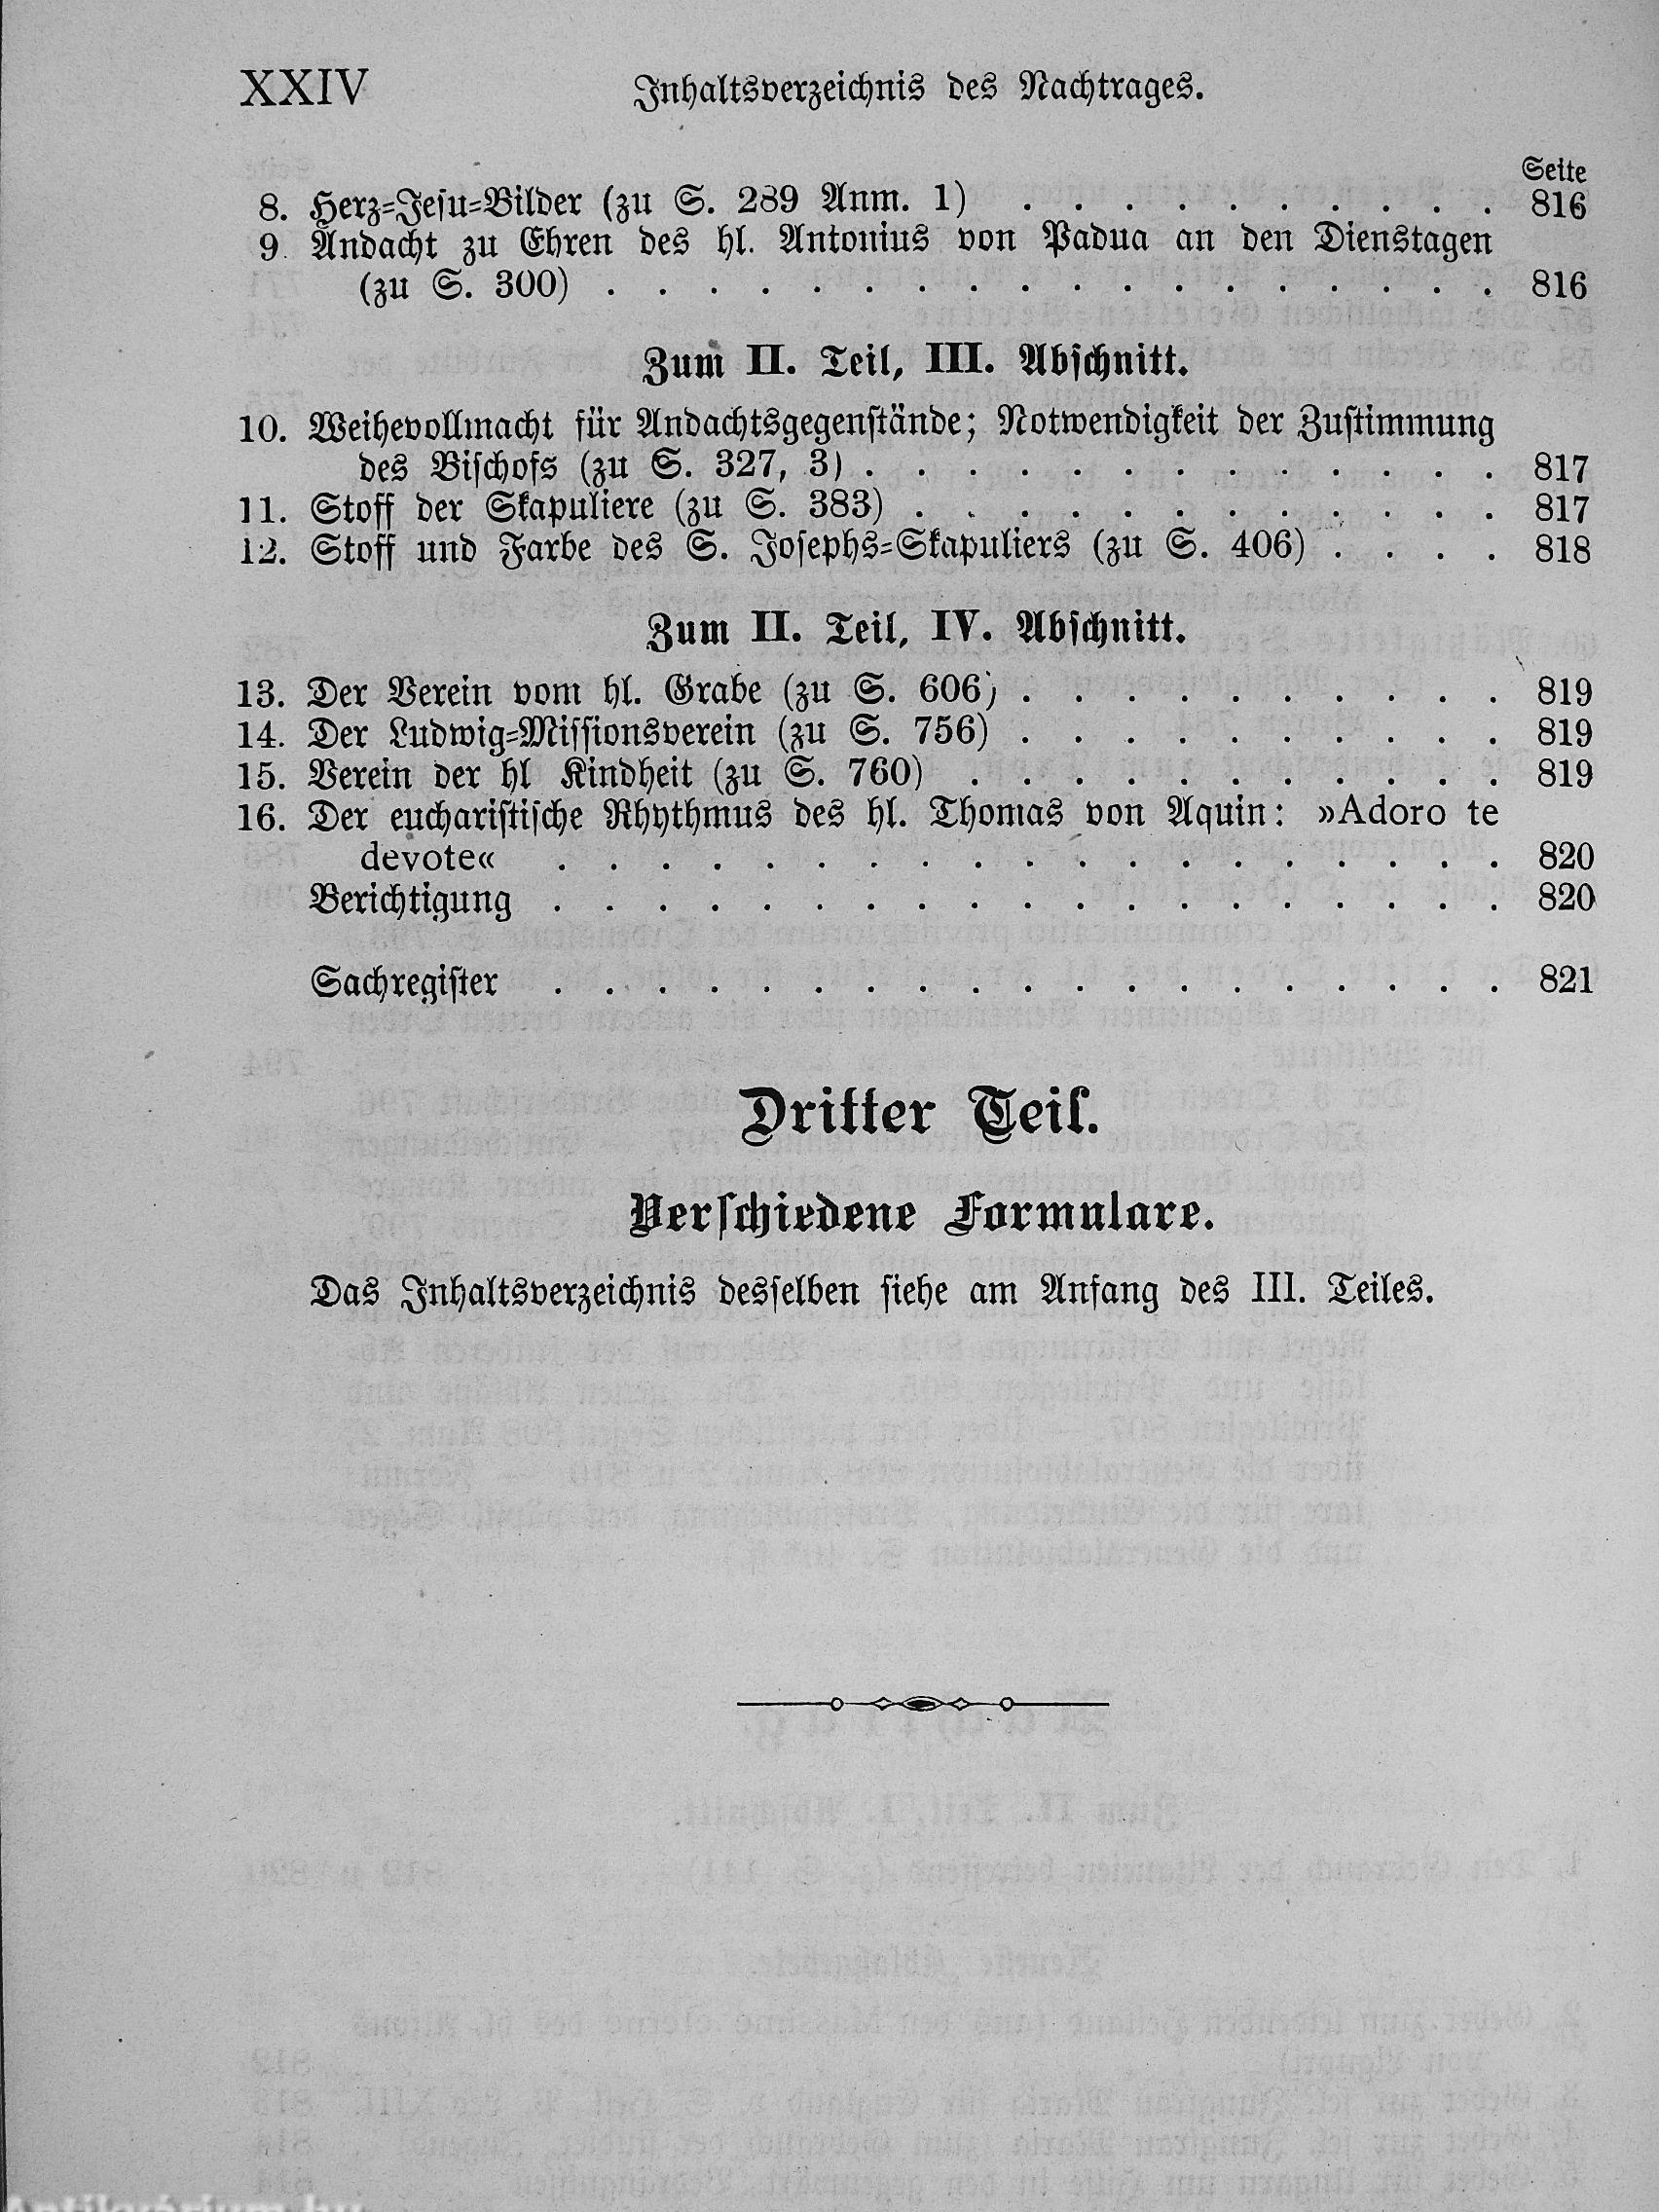 XXIV Inhaltsverzeichnis des Nachtrages.
Seite
8. Herz=Jesu=Bilder (zu S. 289 Anm. 1) . . . . . . . . . . 816
9. Andacht zu Ehren des hl. Antonius von Padua an den Dienstagen
(zu S. 300) . . . . . . . . . . . . . . . . . . 816
Zum II. Teil, III. Abschnitt.
10. Weihevollmacht für Andachtsgegenstände; Notwendigkeit der Zustimmung
des Bischofs (zu S. 327, 3) . . . . . . . . . . . . . 817
11. Stoff der Skapuliere (zu S. 383) . . . . . . . . . . . . 817
12. Stoff und Farbe des S. Josephs=Skapuliers (zu S. 406) . . . . 818
Zum II. Teil, IV. Abschnitt.
13. Der Verein vom hl. Grabe (zu S. 606) . . . . . . . . . . 819
14. Der Ludwig=Missionsverein (zu S. 756) . . . . . . . . . . 819
15. Verein der hl Kindheit (zu S. 760) . . . . . . . . . . . 819
16. Der eucharistische Rhythmus des hl. Thomas von Aquin: »Adoro te
devote« . . . . . . . . . . . . . . . . . . . 820
Berichtigung . . . . . . . . . . . . . . . . . . . 820
Sachregister . . . . . . . . . . . . . . . . . . . 821
Dritter Teil.
Verschiedene Formulare.
Das Inhaltsverzeichnis desselben siehe am Anfang des III. Teiles.
Antikvárium.hu